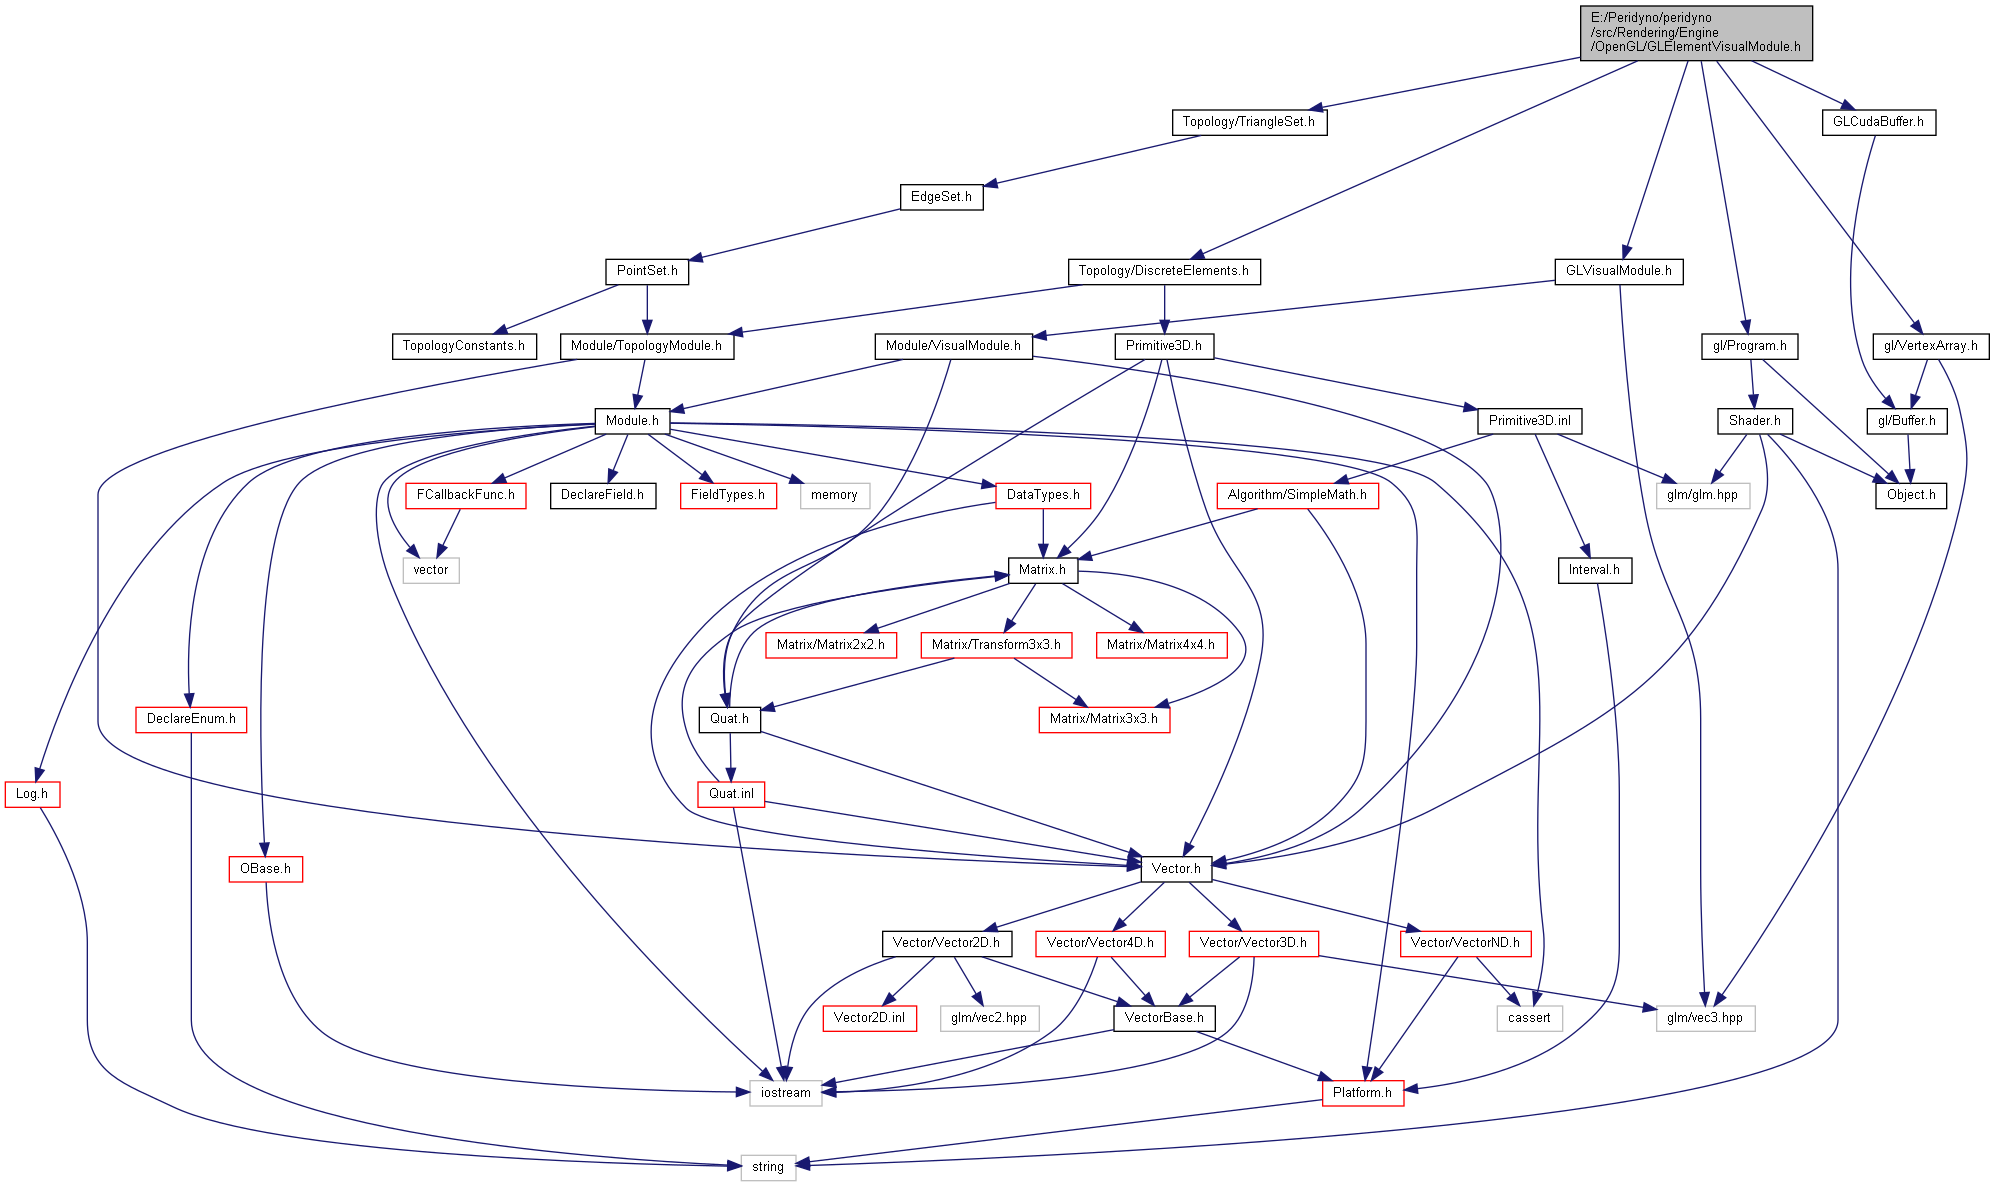 E:/Peridyno/peridyno
/src/Rendering/Engine
/OpenGL/GLElementVisualModule.h
Topology/TriangleSet.h
GLCudaBuffer.h
EdgeSet.h
PointSet.h
Topology/DiscreteElements.h
GLVisualModule.h
TopologyConstants.h
Module/TopologyModule.h
Module/VisualModule.h
Primitive3D.h
gl/Program.h
gl/VertexArray.h
Module.h
Primitive3D.inl
Shader.h
gl/Buffer.h
FCallbackFunc.h
DeclareField.h
FieldTypes.h
memory
DataTypes.h
Algorithm/SimpleMath.h
glm/glm.hpp
Object.h
vector
Matrix.h
Interval.h
Matrix/Matrix2x2.h
Matrix/Transform3x3.h
Matrix/Matrix4x4.h
DeclareEnum.h
Quat.h
Matrix/Matrix3x3.h
Log.h
Quat.inl
OBase.h
Vector.h
Vector/Vector2D.h
Vector/Vector4D.h
Vector/Vector3D.h
Vector/VectorND.h
Vector2D.inl
glm/vec2.hpp
VectorBase.h
cassert
glm/vec3.hpp
iostream
Platform.h
string